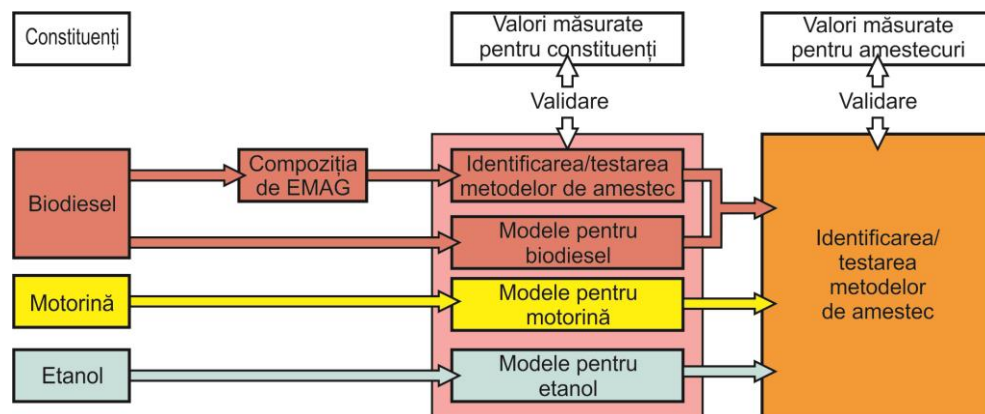 Constituenți
Valori măsurate
pentru constituenți
Valori măsurate
pentru amestecuri
Validare
Validare
Biodiesel
Compoziția
de EMAG
Identificarea/testarea
metodelor de amestec
Modele pentru
biodiesel
Identificarea/
testarea
metodelor
de amestec
Motorină
Modele pentru
motorină
Etanol
Modele pentru
etanol